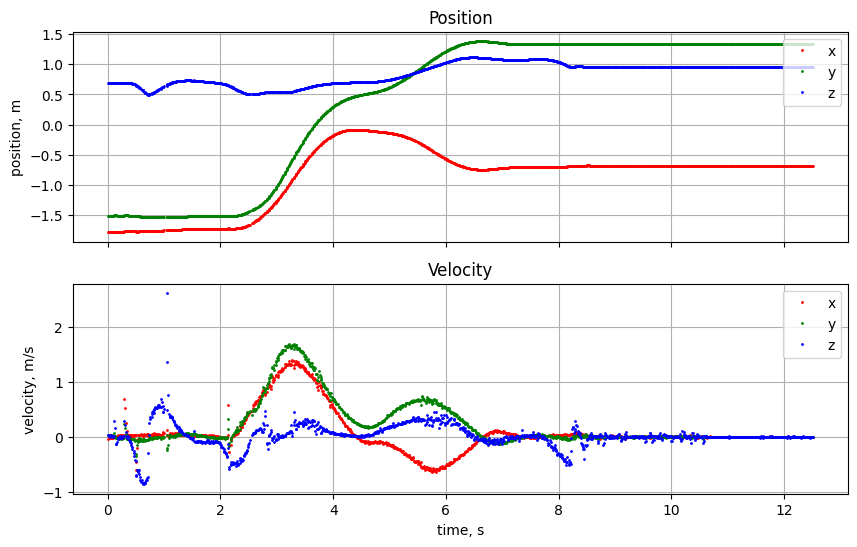 Position
position, m
1.5
1.0
0.5
0.0
−0.5
−1.0
−1.5
x
y
z
Velocity
velocity, m/s
2
1
0
−1
x
y
z
0
2
4
6
8
10
12
time, s